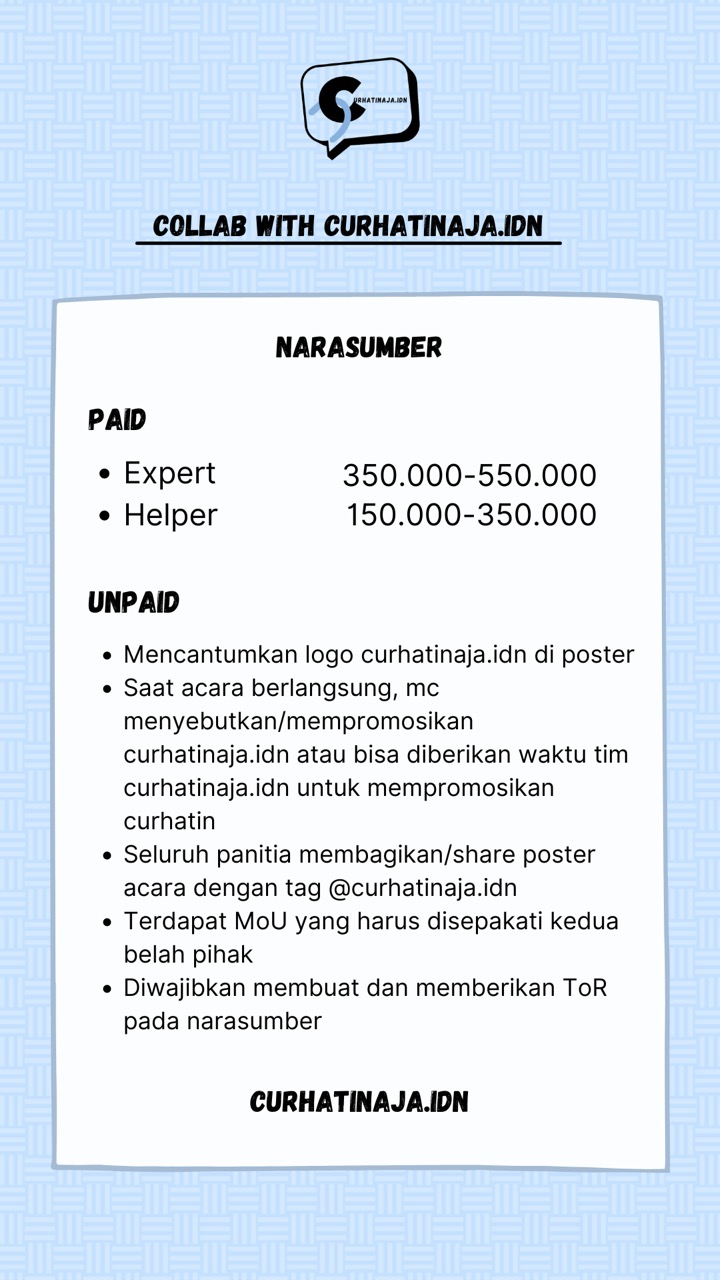 CURHATINAJA.IDN
COLLAB WITH CURHATINAJA.IDN
NARASUMBER
PAID
• Expert 350.000-550.000
• Helper 150.000-350.000
UNPAID
• Mencantumkan logo curhatinaja.idn di poster
• Saat acara berlangsung, mc
menyebutkan/mempromosikan
curhatinaja.idn atau bisa diberikan waktu tim
curhatinaja.idn untuk mempromosikan
curhatin
• Seluruh panitia membagikan/share poster
acara dengan tag @curhatinaja.idn
• Terdapat MoU yang harus disepakati kedua
belah pihak
• Diwajibkan membuat dan memberikan ToR
pada narasumber
CURHATINAJA.IDN